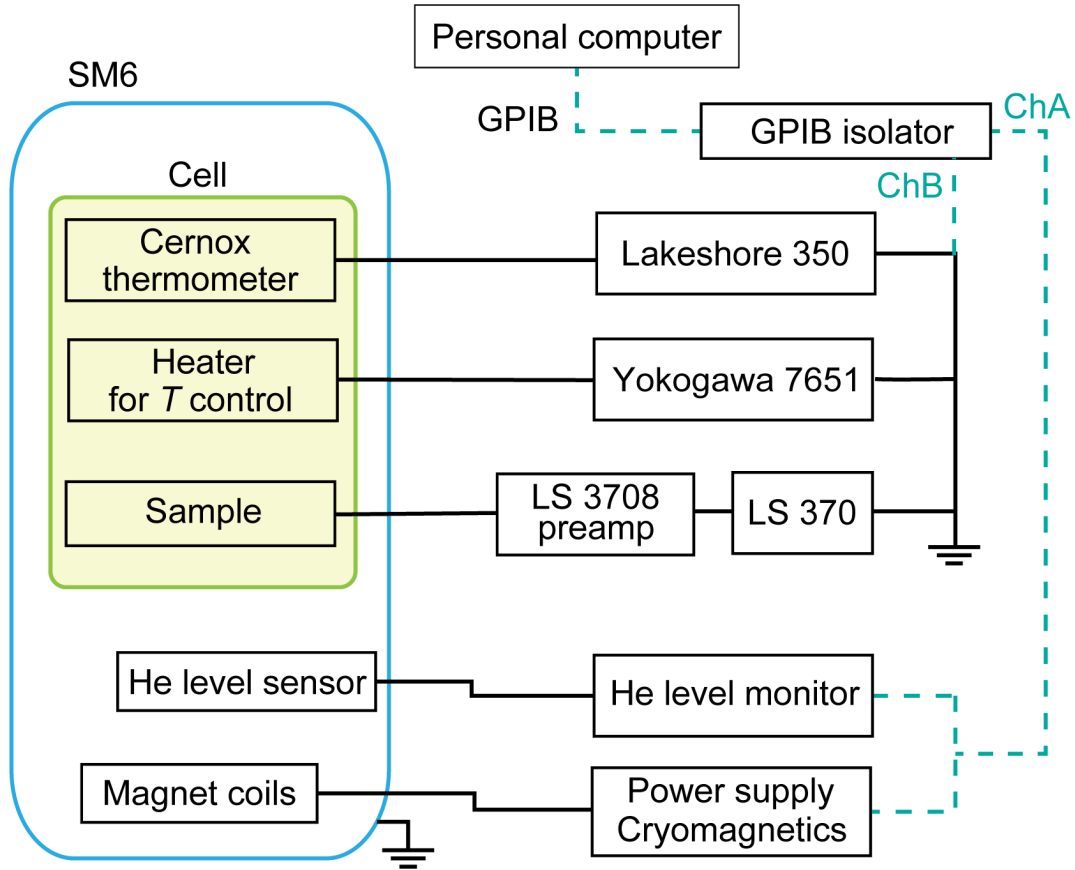 Personal computer
SM6
GPIB
GPIB isolator
ChA
ChB
Cell
Cernox
thermometer
Lakeshore 350
Heater
for T control
Yokogawa 7651
Sample
LS 3708
preamp
LS 370
He level sensor
He level monitor
Magnet coils
Power supply
Cryomagnetics